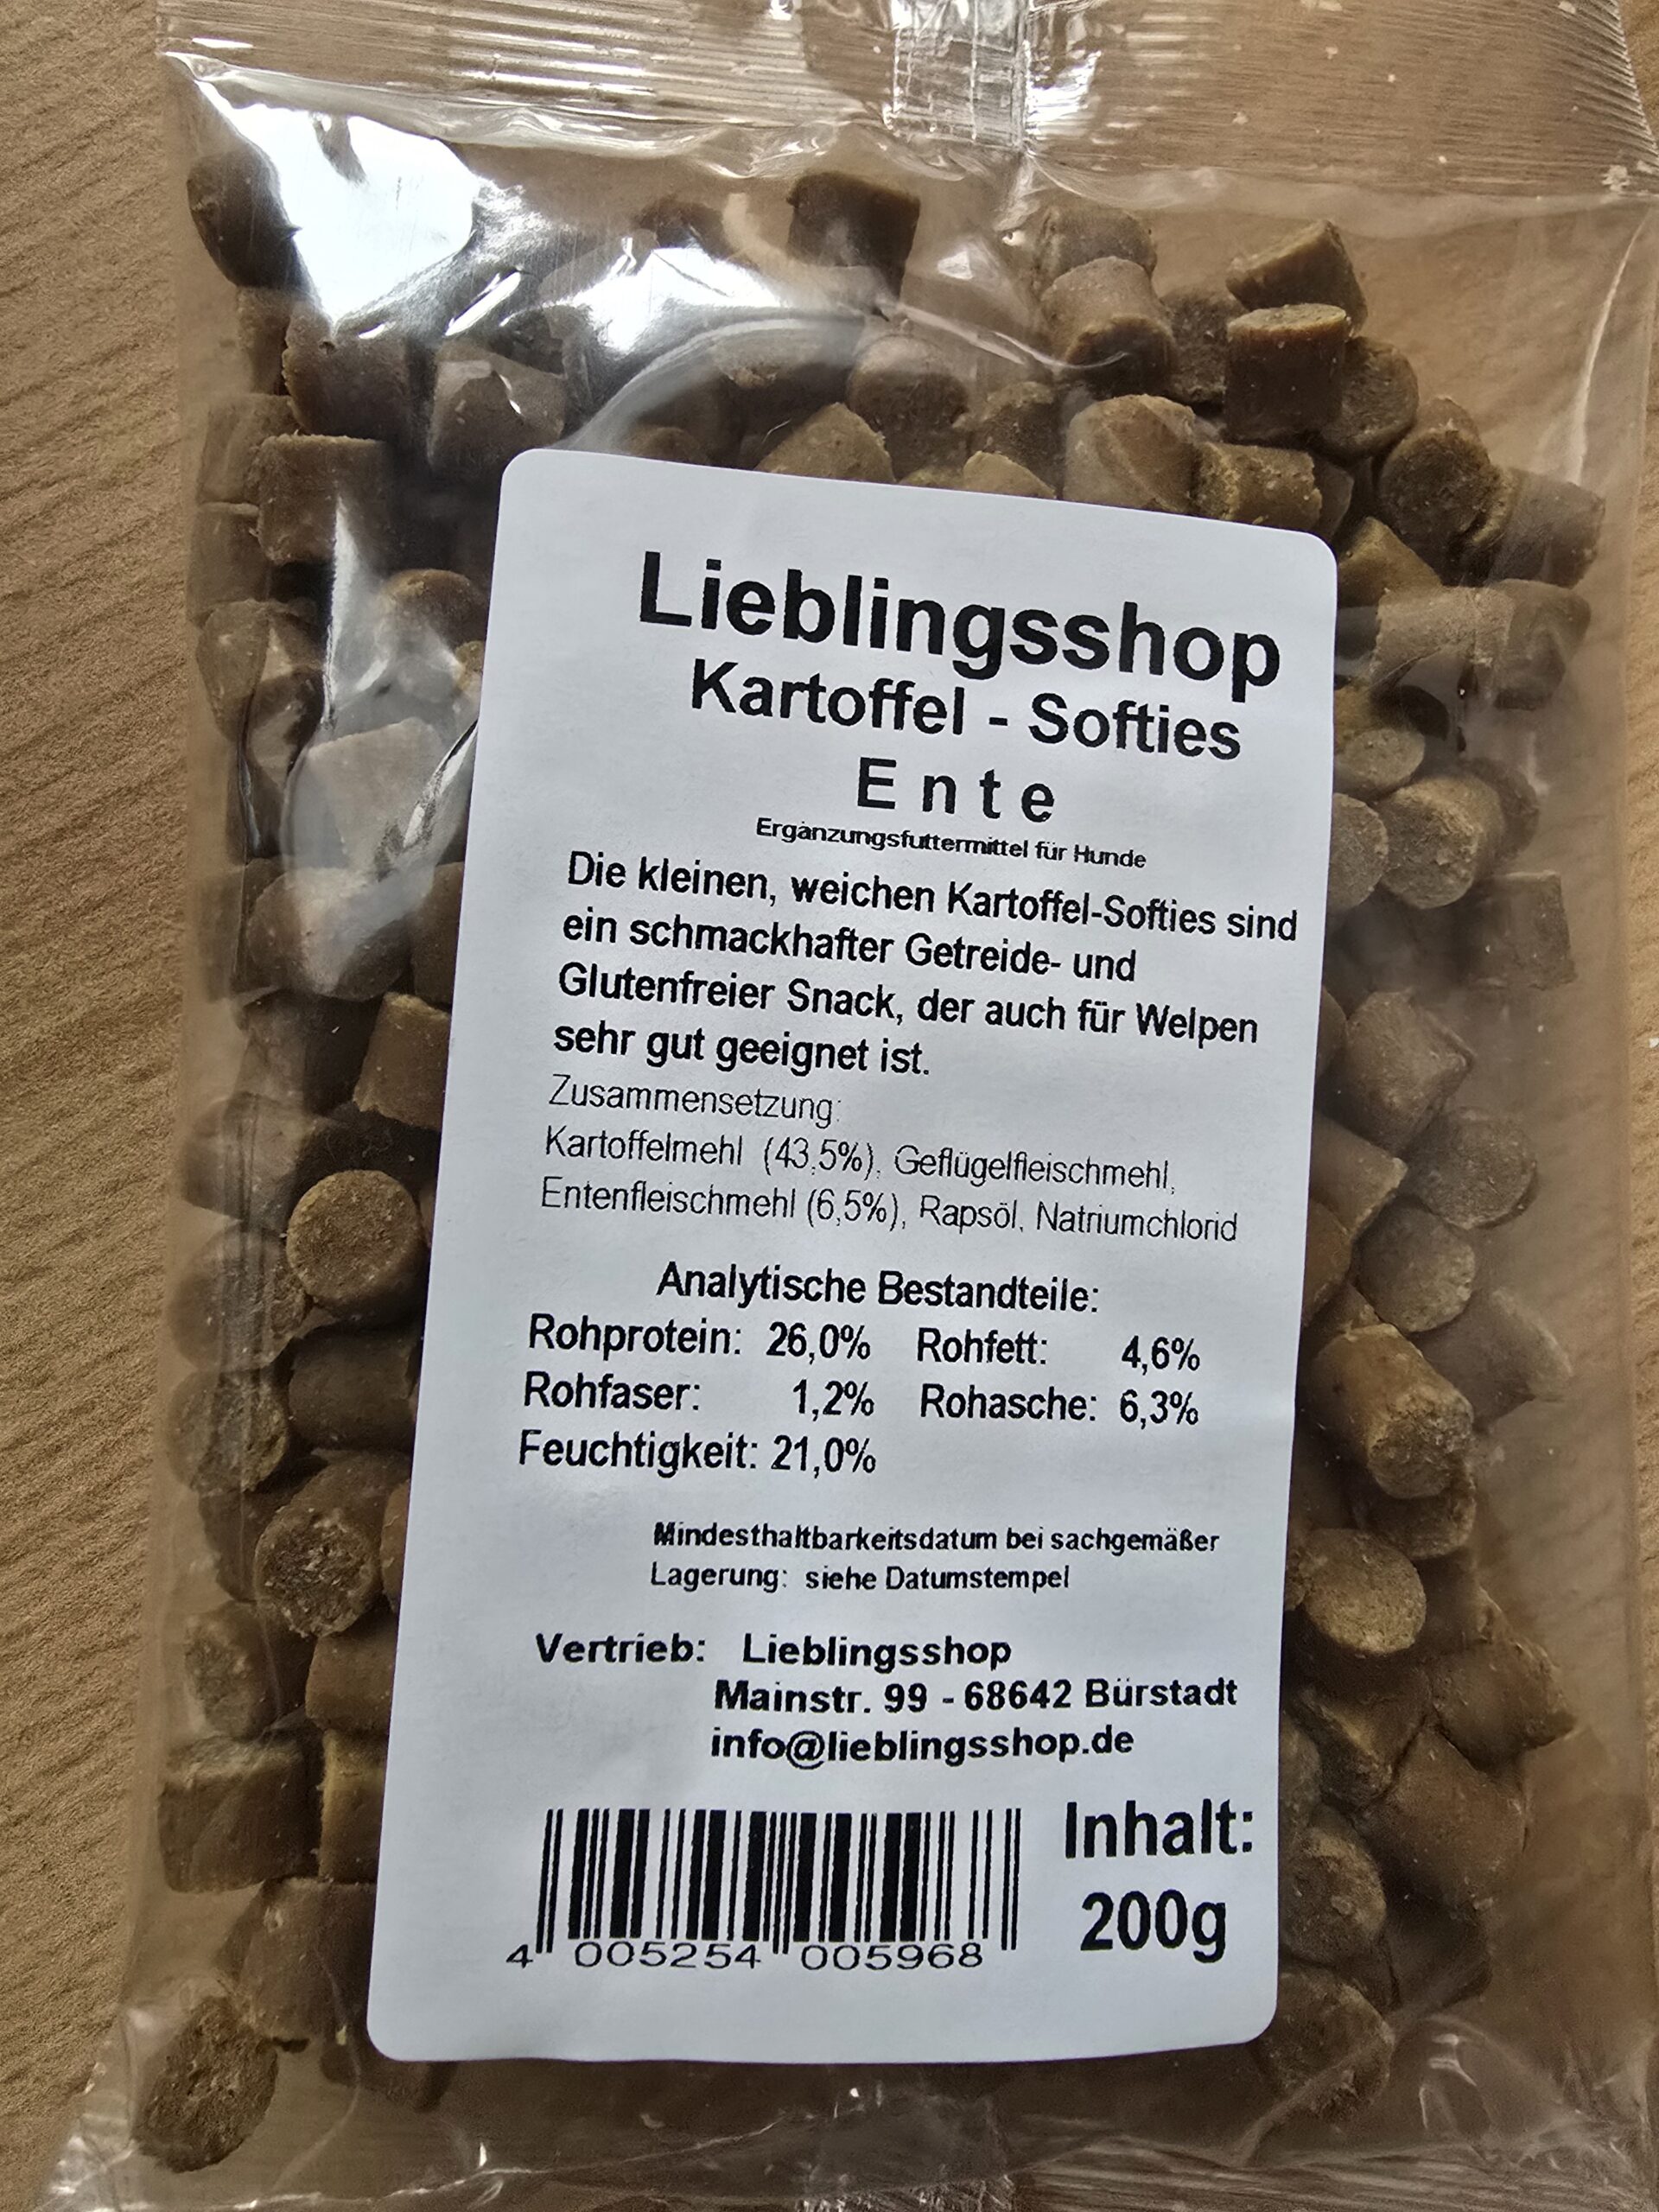 Lieblingsshop
Kartoffel - Softies
Ente
Ergänzungsfuttermittel für Hunde
Die kleinen, weichen Kartoffel-Softies sind
ein schmackhafter Getreide- und
Glutenfreier Snack, der auch für Welpen
sehr gut geeignet ist.
Zusammensetzung:
Kartoffelmehl (43,5%), Geflügelfleischmehl,
Entenfleischmehl (6,5%), Rapsöl, Natriumchlorid
Analytische Bestandteile:
Rohprotein: 26,0% Rohfett: 4,6%
Rohfaser: 1,2% Rohasche: 6,3%
Feuchtigkeit: 21,0%
Mindesthaltbarkeitsdatum bei sachgemäßer
Lagerung: siehe Datumstempel
Vertrieb: Lieblingsshop
Mainstr. 99 - 68642 Bürstadt
info@lieblingsshop.de
Inhalt:
200g
4 005254 005968